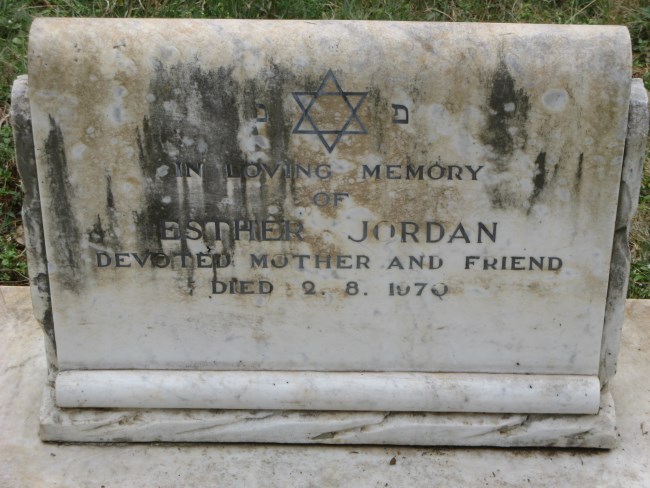 נ פ
IN LOVING MEMORY
OF
ESTHER JORDAN
DEVOTED MOTHER AND FRIEND
DIED 2. 8. 1970